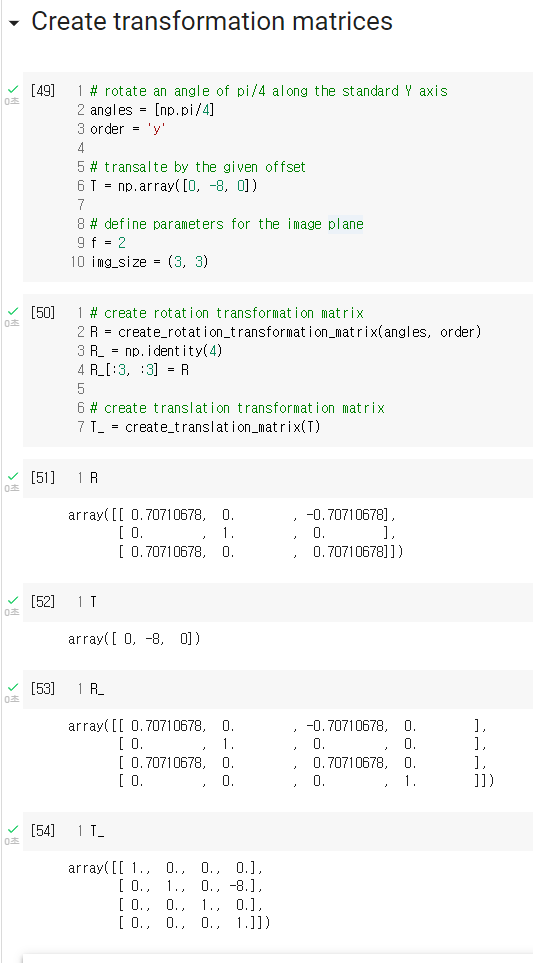 Create transformation matrices
[49] 1 # rotate an angle of pi/4 along the standard Y axis
2 angles = [np.pi/4]
3 order = 'y'
4
5 # transalte by the given offset
6 T = np.array([0, -8, 0])
7
8 # define parameters for the image plane
9 f = 2
10 img_size = (3, 3)
0초
[50] 1 # create rotation transformation matrix
2 R = create_rotation_transformation_matrix(angles, order)
3 R_ = np.identity(4)
4 R_[:3, :3] = R
5
6 # create translation transformation matrix
7 T_ = create_translation_matrix(T)
0초
[51] 1 R
0초
array([[ 0.70710678, 0. , -0.70710678],
[ 0. , 1. , 0. ],
[ 0.70710678, 0. , 0.70710678]])
[52] 1 T
0초
array([ 0, -8, 0])
[53] 1 R_
0초
array([[ 0.70710678, 0. , -0.70710678, 0. ],
[ 0. , 1. , 0. , 0. ],
[ 0.70710678, 0. , 0.70710678, 0. ],
[ 0. , 0. , 0. , 1. ]])
[54] 1 T_
0초
array([[ 1., 0., 0., 0.],
[ 0., 1., 0., -8.],
[ 0., 0., 1., 0.],
[ 0., 0., 0., 1.]])